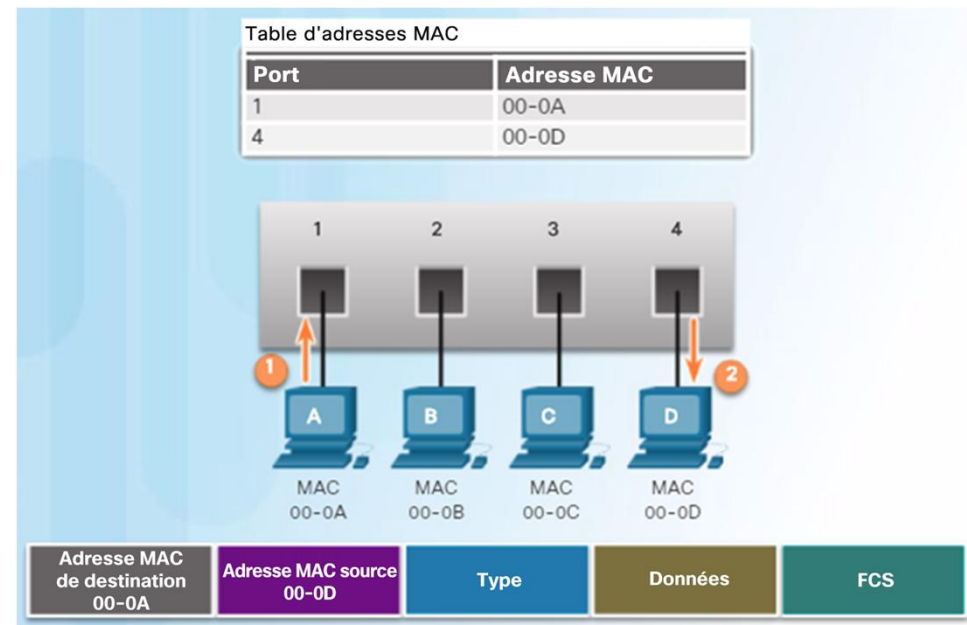 Table d'adresses MAC
Port Adresse MAC
1 00-0A
4 00-0D
1 2 3 4
1 2
A B C D
MAC MAC MAC MAC
00-0A 00-0B 00-0C 00-0D
Adresse MAC
de destination
00-0A
Adresse MAC source
00-0D
Type
Données
FCS